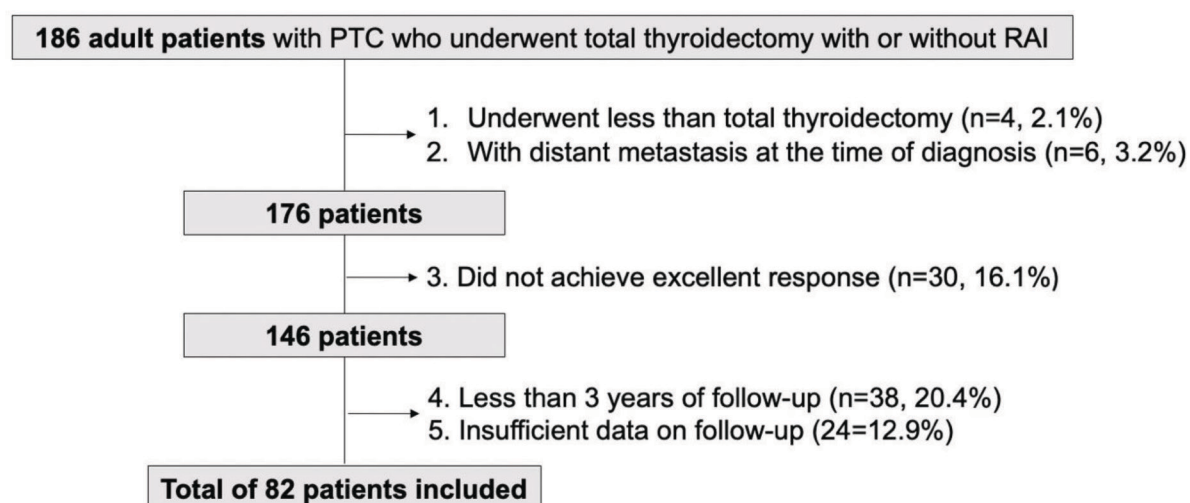 186 adult patients with PTC who underwent total thyroidectomy with or without RAI
1. Underwent less than total thyroidectomy (n=4, 2.1%)
2. With distant metastasis at the time of diagnosis (n=6, 3.2%)
176 patients
3. Did not achieve excellent response (n=30, 16.1%)
146 patients
4. Less than 3 years of follow-up (n=38, 20.4%)
5. Insufficient data on follow-up (24=12.9%)
Total of 82 patients included